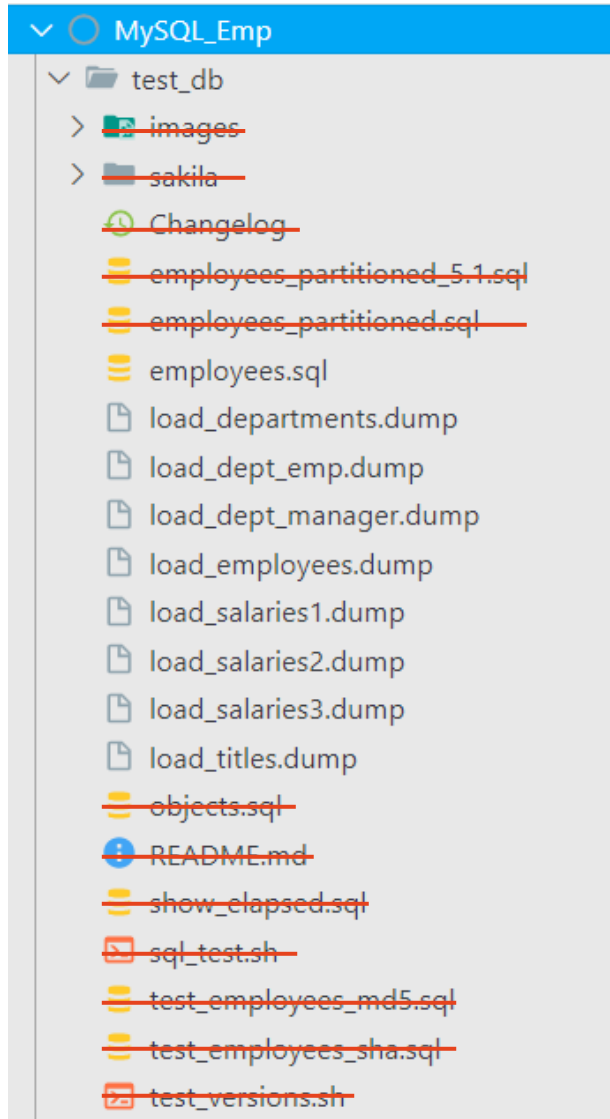 MySQL_Emp
test_db
images
sakila
Changelog
employees_partitioned_5.1.sql
employees_partitioned.sql
employees.sql
load_departments.dump
load_dept_emp.dump
load_dept_manager.dump
load_employees.dump
load_salaries1.dump
load_salaries2.dump
load_salaries3.dump
load_titles.dump
objects.sql
README.md
show_elapsed.sql
sql_test.sh
test_employees_md5.sql
test_employees_sha.sql
test_versions.sh